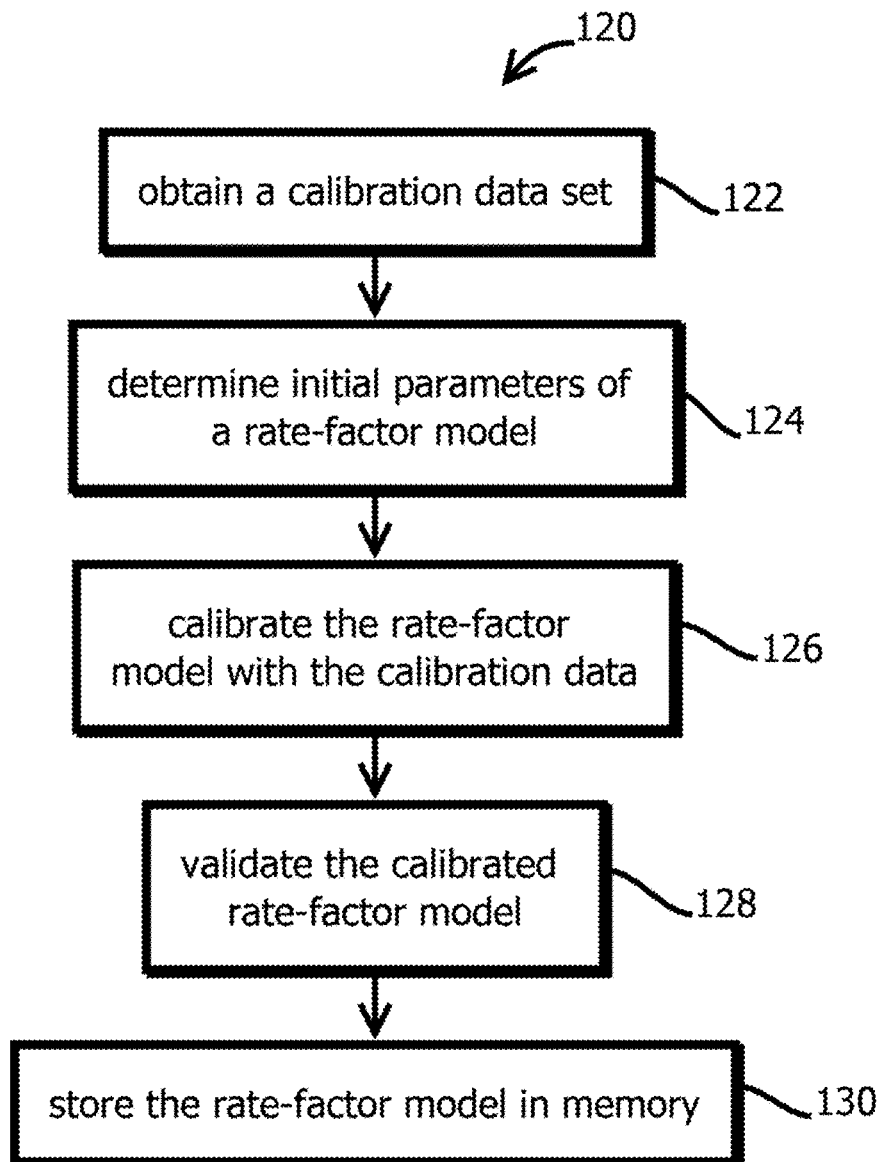 120
obtain a calibration data set
122
determine initial parameters of
a rate-factor model
124
calibrate the rate-factor
model with the calibration data
126
validate the calibrated
rate-factor model
128
store the rate-factor model in memory
130